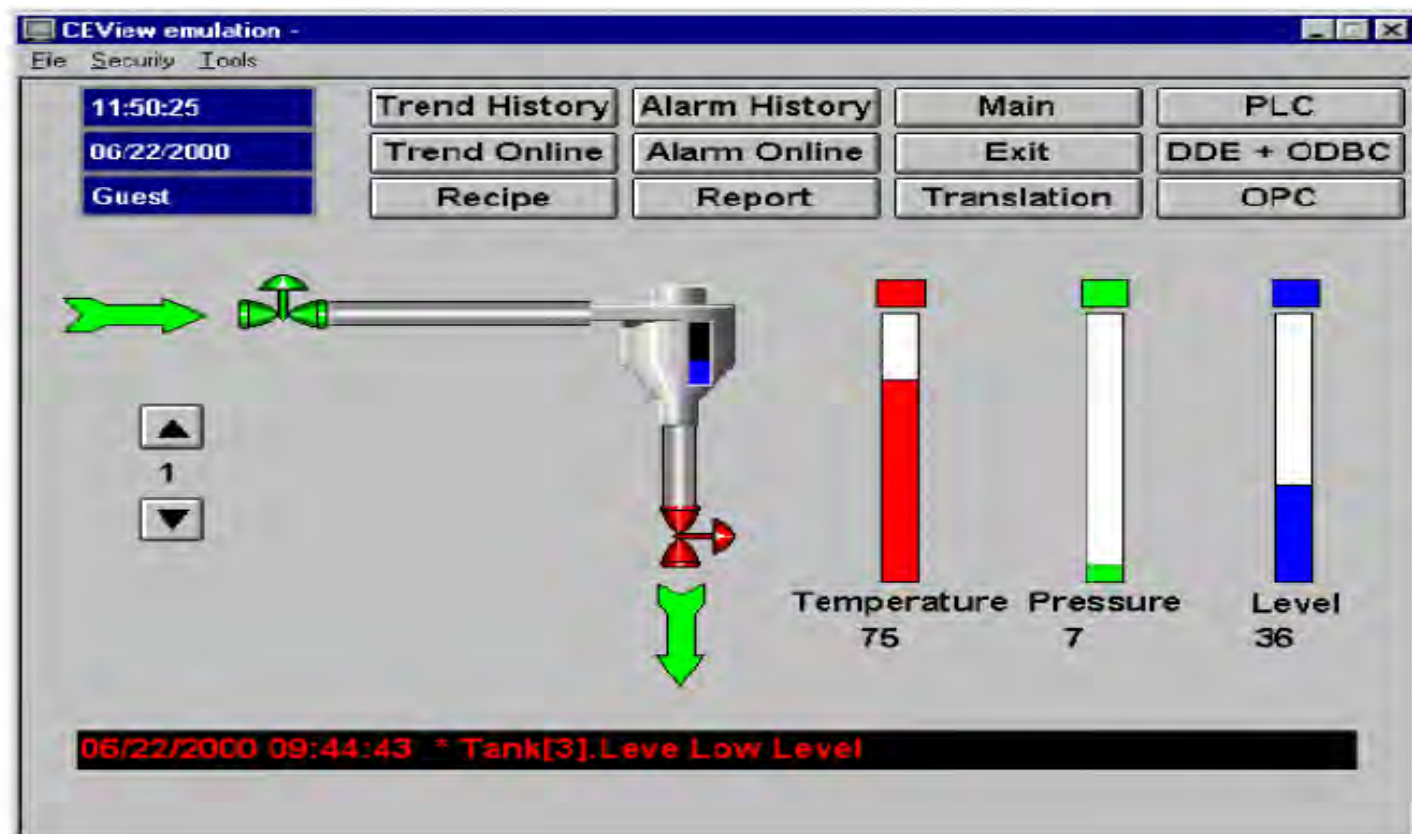 CEView emulation -
File Security Tools
11:50:25
Trend History Alarm History Main PLC
06/22/2000
Trend Online Alarm Online Exit DDE + ODBC
Guest
Recipe Report Translation OPC
1
Temperature Pressure Level
75 7 36
06/22/2000 09:44:43 * Tank[3].Leve Low Level